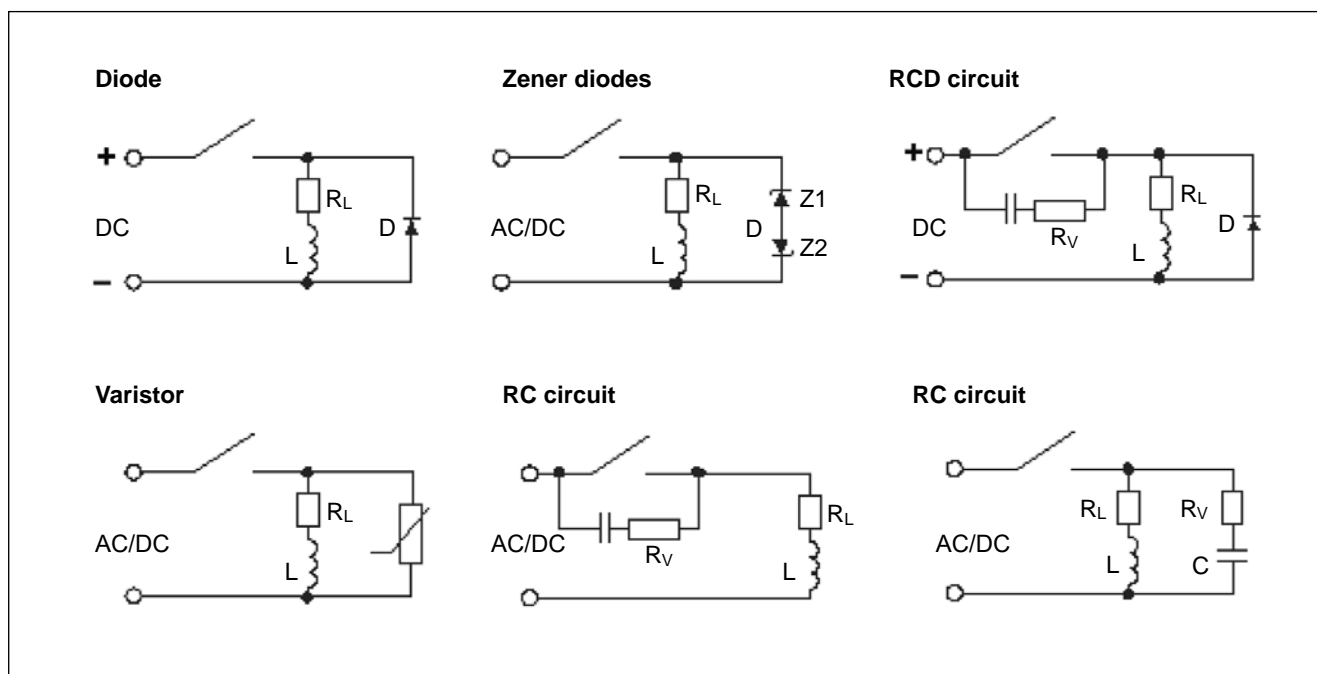 Diode
+
DC
–
RL
L
D
Zener diodes
AC/DC
RL
L
D
Z1
Z2
RCD circuit
+
DC
–
RV
RL
L
D
Varistor
AC/DC
RL
L
RC circuit
AC/DC
RV
RL
L
RC circuit
AC/DC
RL
L
RV
C